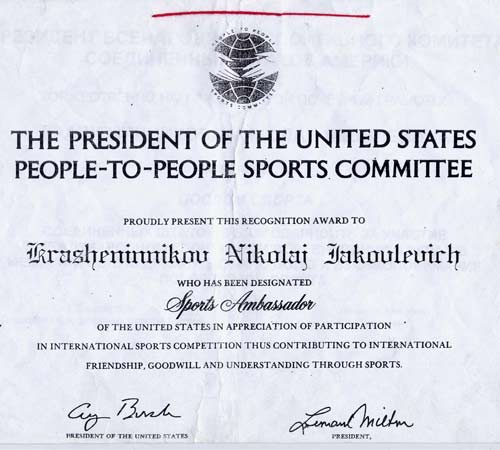 PEOPLE TO PEOPLE
SPORTS COMMITTEE
THE PRESIDENT OF THE UNITED STATES
PEOPLE-TO-PEOPLE SPORTS COMMITTEE
PROUDLY PRESENT THIS RECOGNITION AWARD TO
Krasheninnikov Nikolaj Iakovlevich
WHO HAS BEEN DESIGNATED
Sports Ambassador
OF THE UNITED STATES IN APPRECIATION OF PARTICIPATION
IN INTERNATIONAL SPORTS COMPETITION THUS CONTRIBUTING TO INTERNATIONAL
FRIENDSHIP, GOODWILL AND UNDERSTANDING THROUGH SPORTS.
PRESIDENT OF THE UNITED STATES
PRESIDENT,